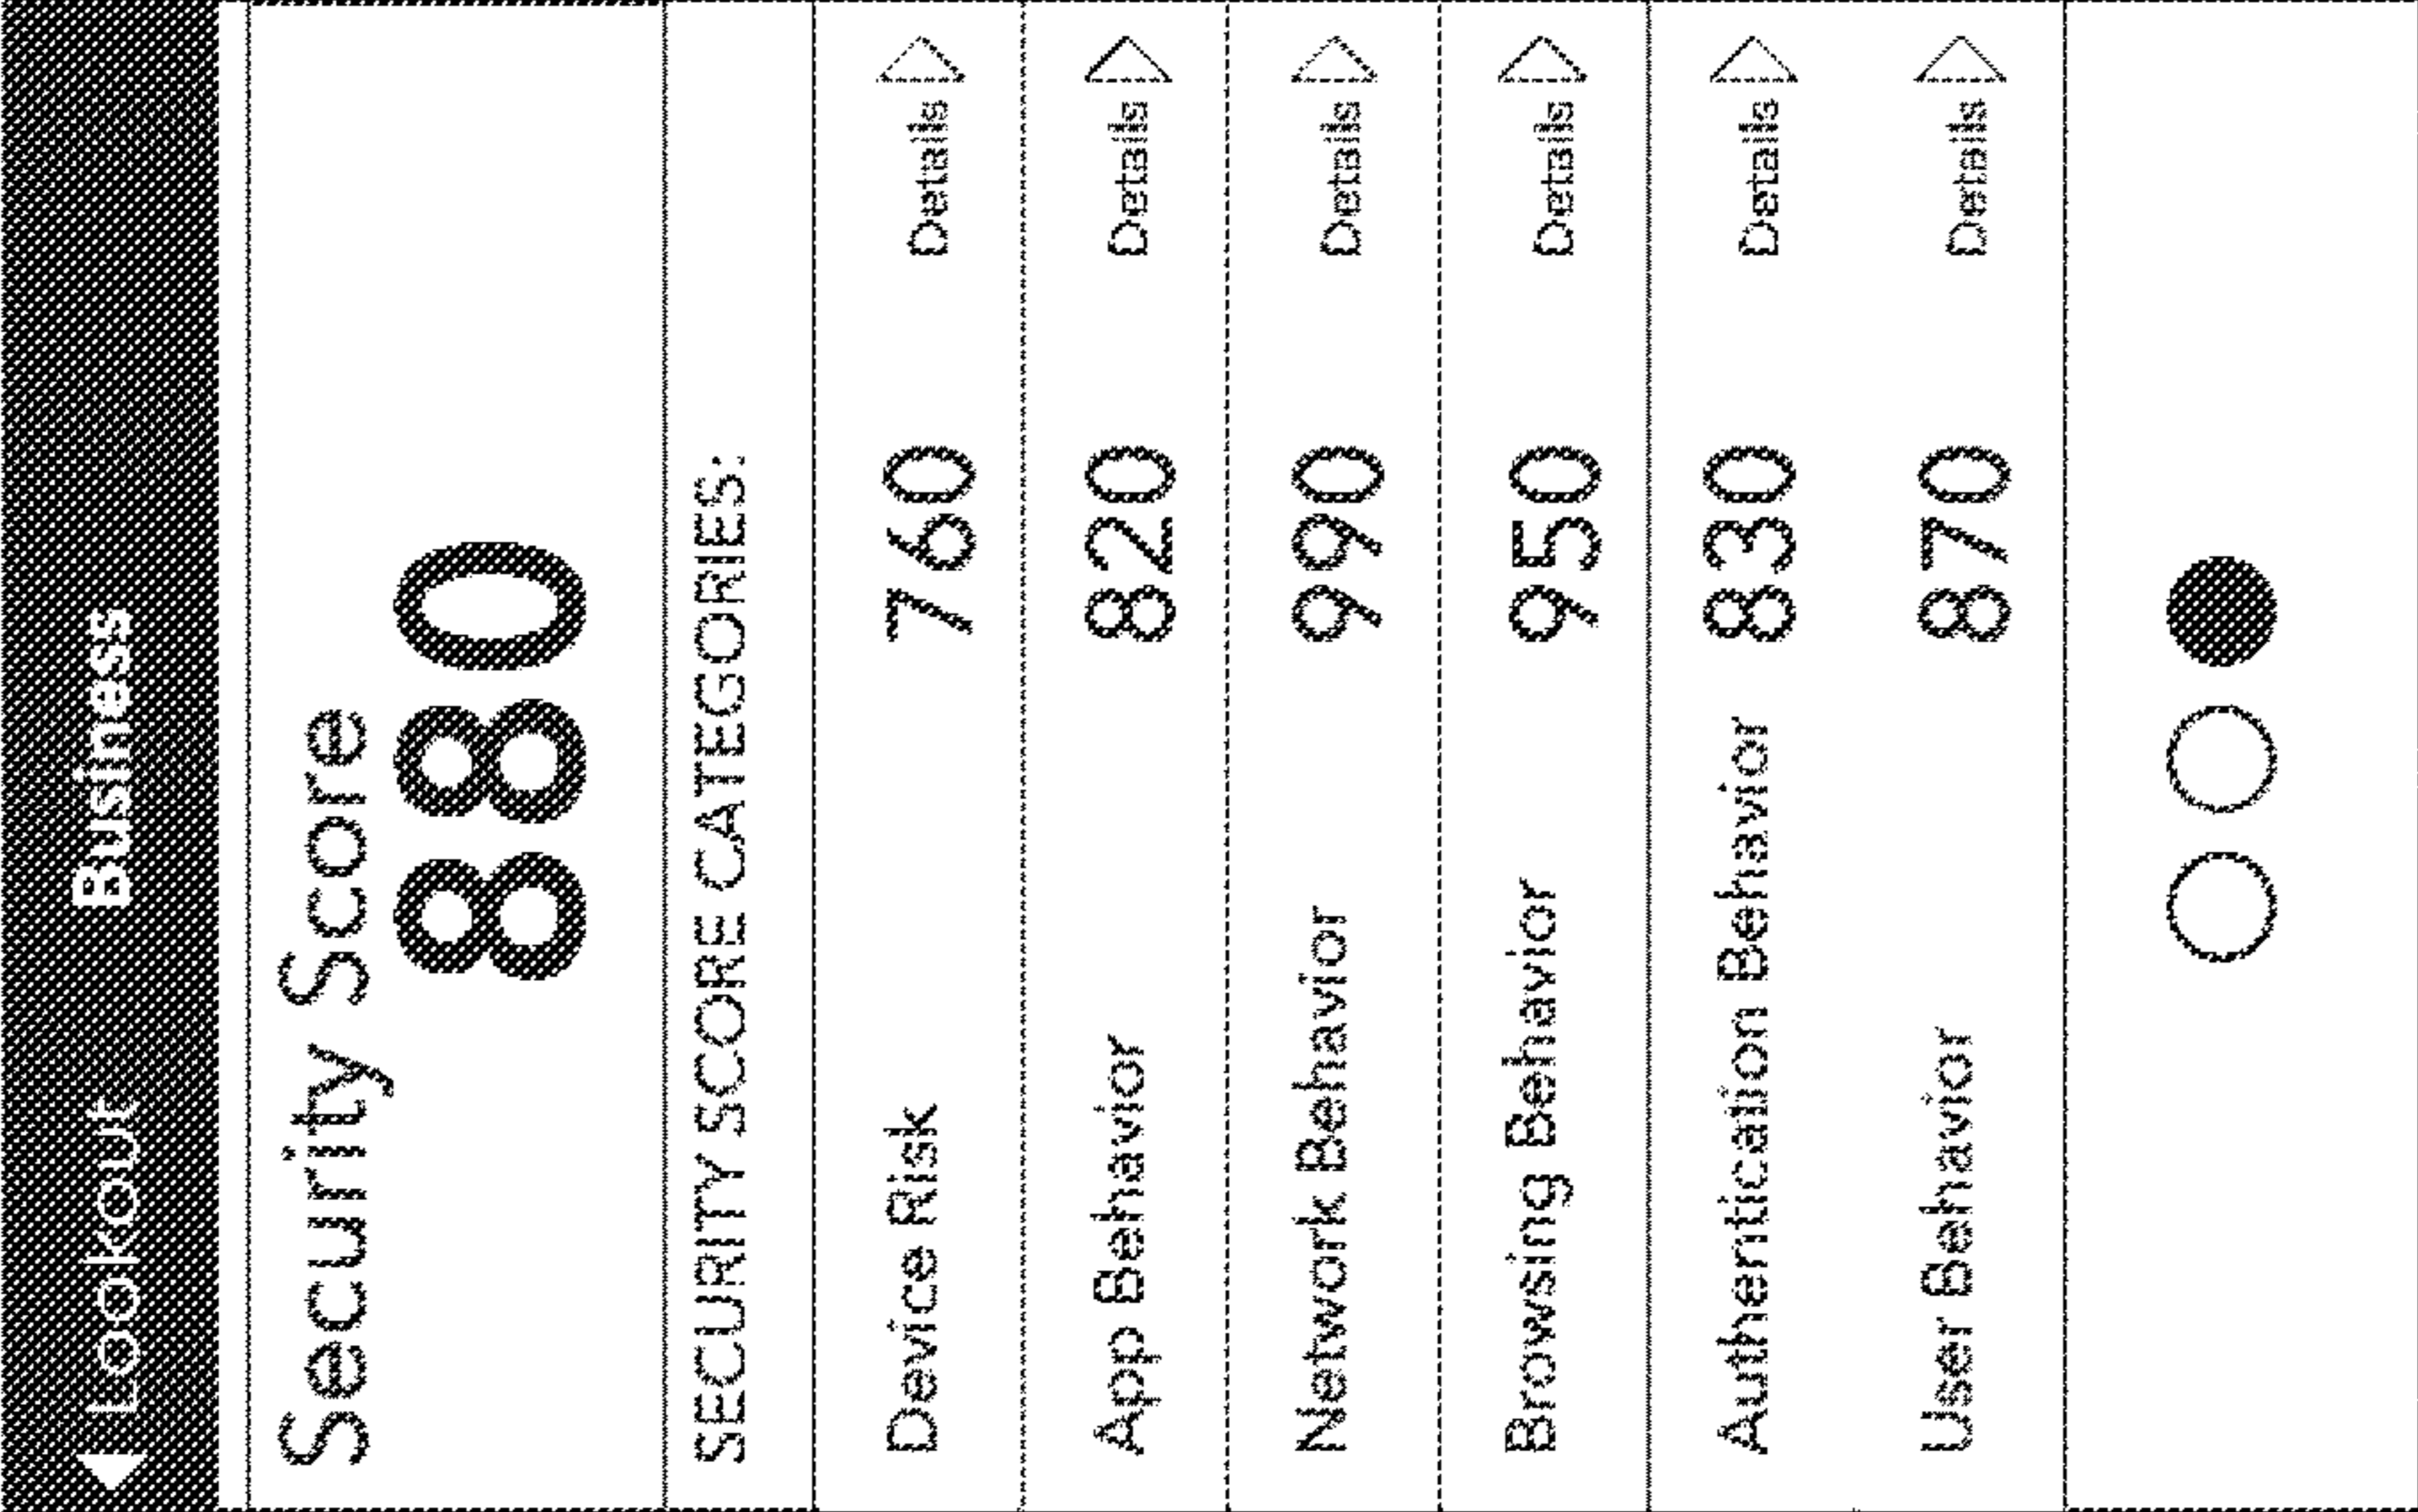 Lookout Business
Security Score
880
SECURITY SCORE CATEGORIES:
Device Risk 760 Details
App Behavior 820 Details
Network Behavior 990 Details
Browsing Behavior 950 Details
Authentication Behavior 830 Details
User Behavior 870 Details